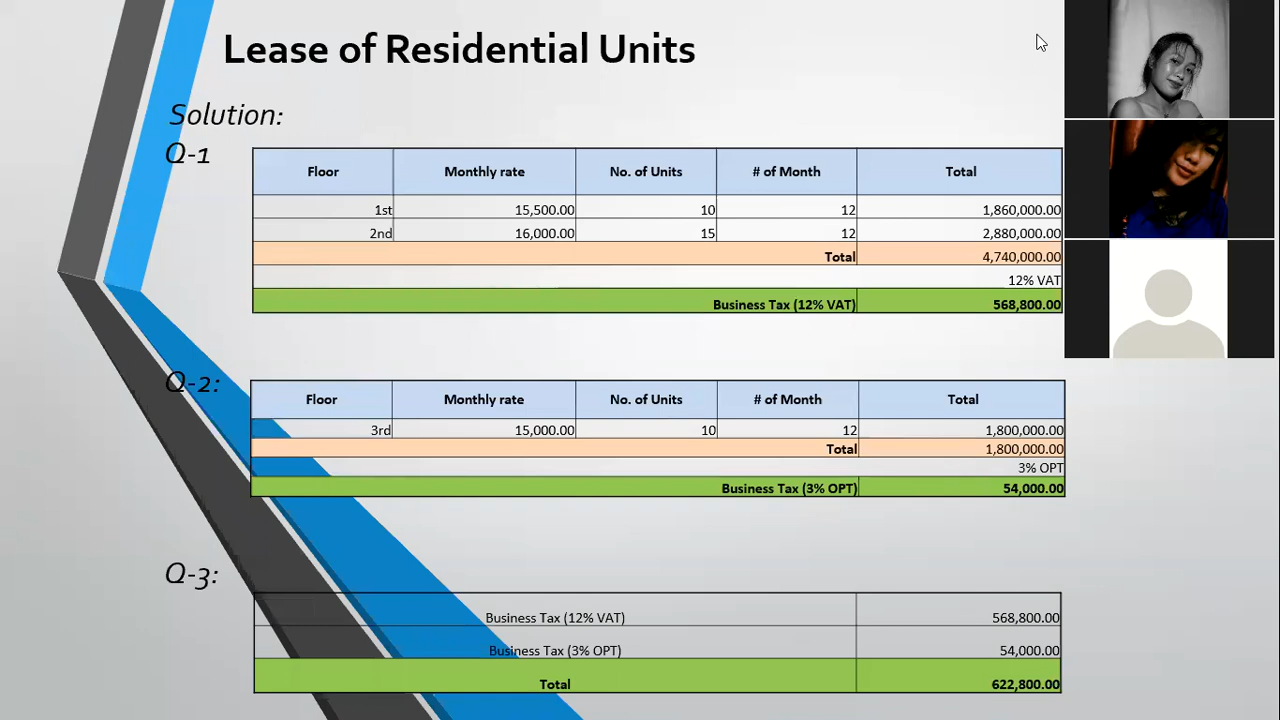 Lease of Residential Units
Solution:
Q-1
Floor Monthly rate No. of Units # of Month Total
1st 15,500.00 10 12 1,860,000.00
2nd 16,000.00 15 12 2,880,000.00
Total 4,740,000.00
12% VAT
Business Tax (12% VAT) 568,800.00
Q-2:
Floor Monthly rate No. of Units # of Month Total
3rd 15,000.00 10 12 1,800,000.00
Total 1,800,000.00
3% OPT
Business Tax (3% OPT) 54,000.00
Q-3:
Business Tax (12% VAT) 568,800.00
Business Tax (3% OPT) 54,000.00
Total 622,800.00